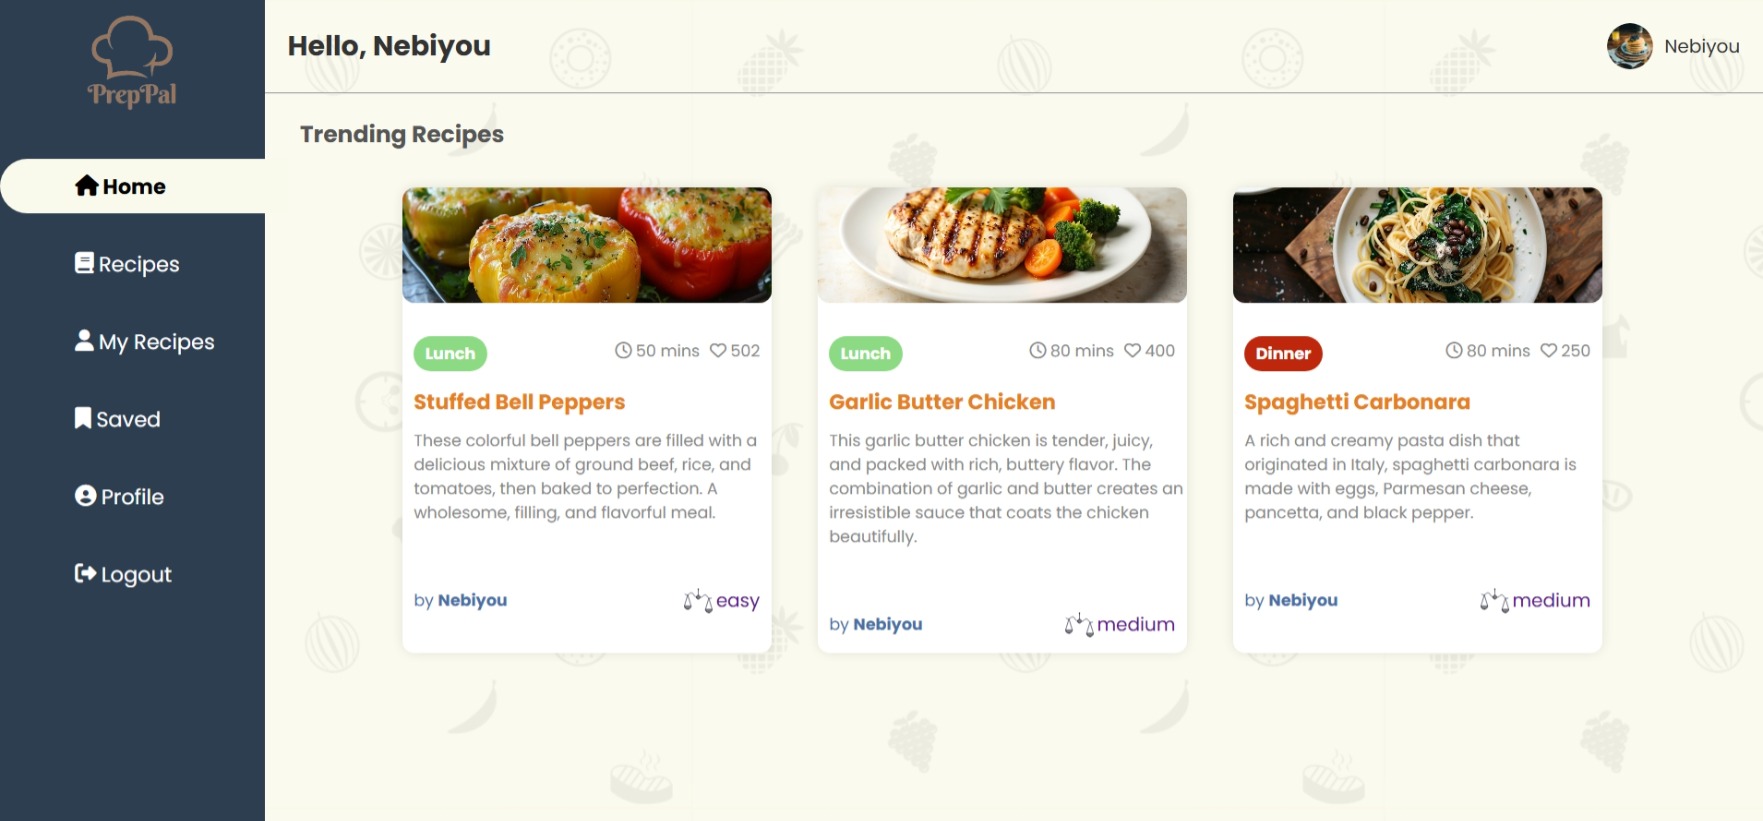 PrepPal
Home
Recipes
My Recipes
Saved
Profile
Logout
Hello, Nebiyou
Nebiyou
Trending Recipes
Lunch
50 mins 502
Stuffed Bell Peppers
These colorful bell peppers are filled with a
delicious mixture of ground beef, rice, and
tomatoes, then baked to perfection. A
wholesome, filling, and flavorful meal.
by Nebiyou
easy
Lunch
80 mins 400
Garlic Butter Chicken
This garlic butter chicken is tender, juicy,
and packed with rich, buttery flavor. The
combination of garlic and butter creates an
irresistible sauce that coats the chicken
beautifully.
by Nebiyou
medium
Dinner
80 mins 250
Spaghetti Carbonara
A rich and creamy pasta dish that
originated in Italy, spaghetti carbonara is
made with eggs, Parmesan cheese,
pancetta, and black pepper.
by Nebiyou
medium